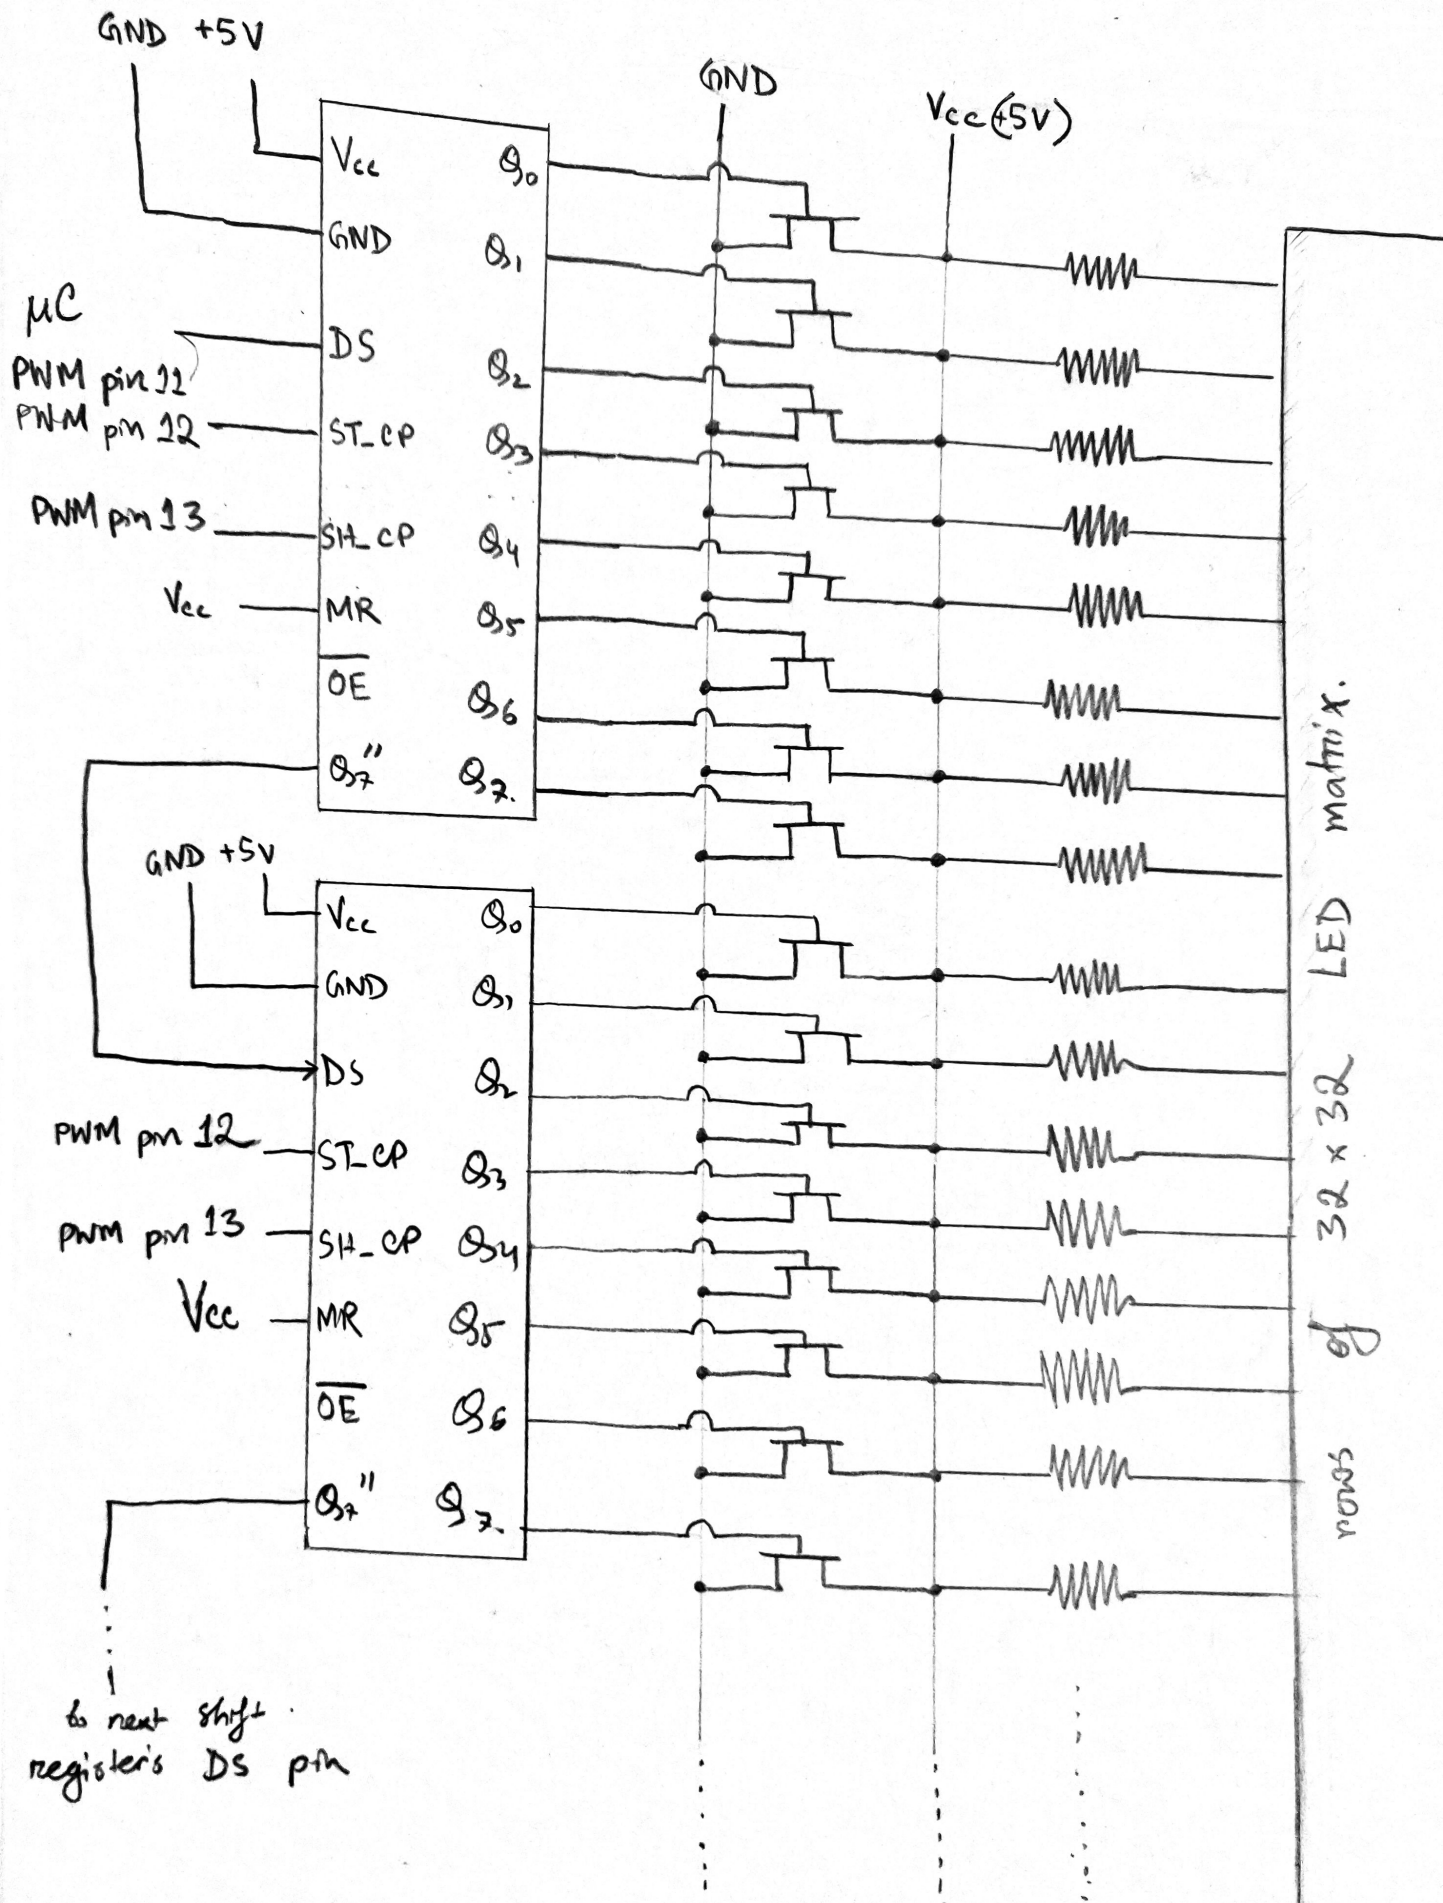 GND +5V
GND
Vcc (+5V)
Vcc
GND
DS
ST_CP
SH_CP
MR
OE
Q7"
Q0
Q1
Q2
Q3
Q4
Q5
Q6
Q7.
μC
PWM pin 11
PWM pin 12
PWM pin 13
Vcc
GND +5V
Vcc
GND
DS
ST_CP
SH_CP
MR
OE
Q7"
Q0
Q1
Q2
Q3
Q4
Q5
Q6
Q7.
PWM pin 12
PWM pin 13
Vcc
to next shift
register's DS pin
rows of 32 x 32 LED matrix.